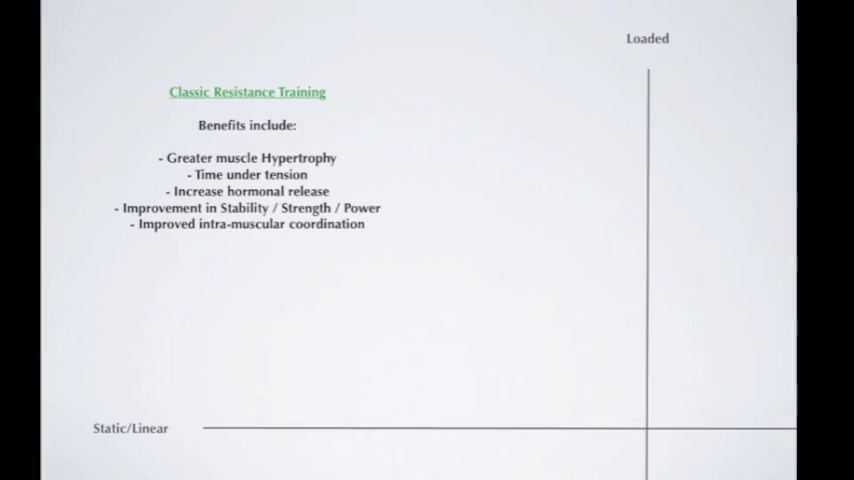 Loaded
Classic Resistance Training
Benefits include:
- Greater muscle Hypertrophy
- Time under tension
- Increase hormonal release
- Improvement in Stability / Strength / Power
- Improved intra-muscular coordination
Static/Linear